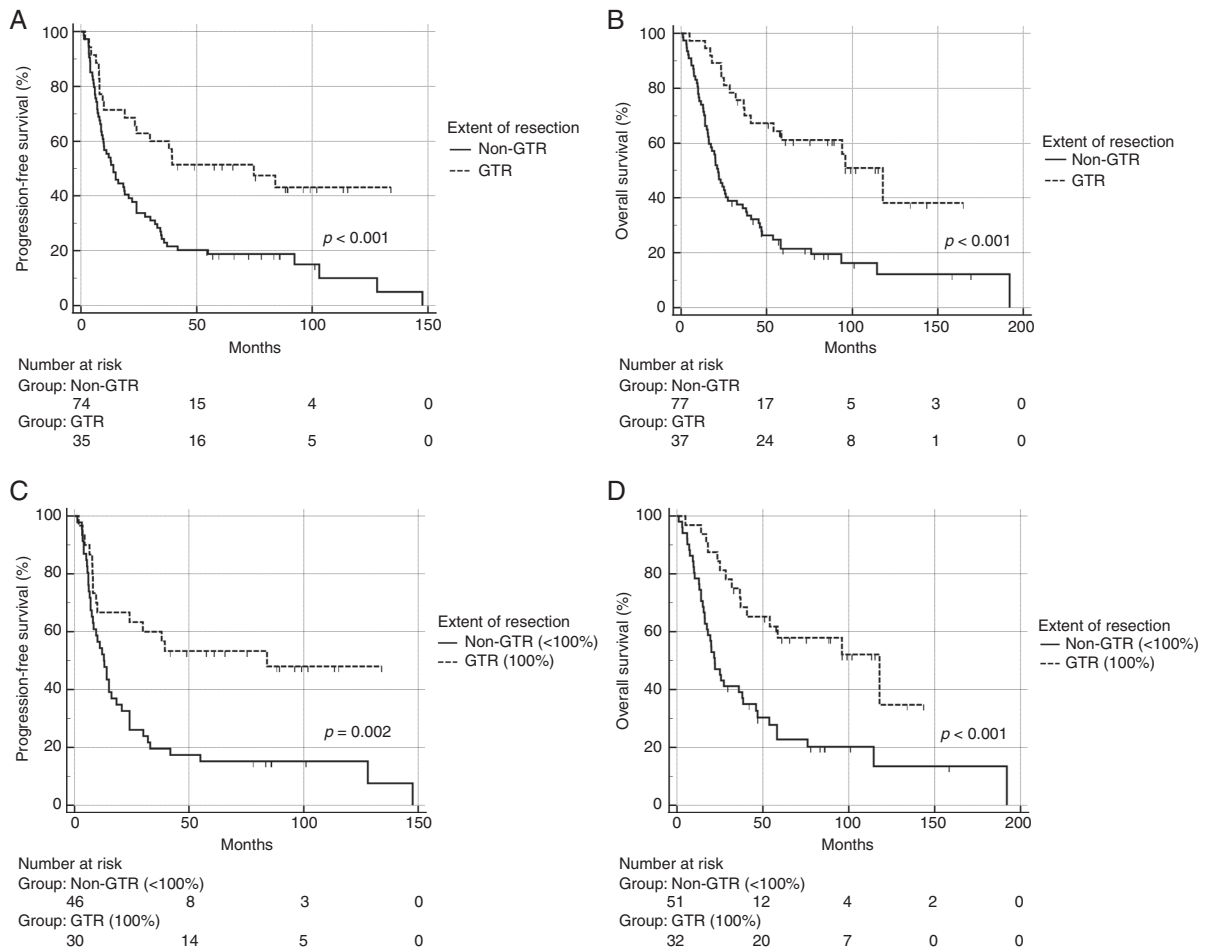 A
Progression-free survival (%)
100
80
60
40
20
0
p < 0.001
0 50 100 150
Months
Extent of resection
Non-GTR
GTR
Number at risk
Group: Non-GTR
74 15 4 0
Group: GTR
35 16 5 0
B
Overall survival (%)
100
80
60
40
20
0
p < 0.001
0 50 100 150 200
Months
Extent of resection
Non-GTR
GTR
Number at risk
Group: Non-GTR
77 17 5 3 0
Group: GTR
37 24 8 1 0
C
Progression-free survival (%)
100
80
60
40
20
0
p = 0.002
0 50 100 150
Months
Extent of resection
Non-GTR (<100%)
GTR (100%)
Number at risk
Group: Non-GTR (<100%)
46 8 3 0
Group: GTR (100%)
30 14 5 0
D
Overall survival (%)
100
80
60
40
20
0
p < 0.001
0 50 100 150 200
Months
Extent of resection
Non-GTR (<100%)
GTR (100%)
Number at risk
Group: Non-GTR (<100%)
51 12 4 2 0
Group: GTR (100%)
32 20 7 0 0